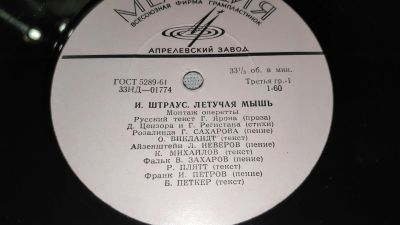 МЕ ИЯ
ВСЕСОЮЗНАЯ ФИРМА ГРАМПЛАСТИНОК
АПРЕЛЕВСКИЙ ЗАВОД
ГОСТ 5289-61
33НД—01774
33⅓ об. в мин.
Третья гр.-1
1-60
И. ШТРАУС. ЛЕТУЧАЯ МЫШЬ
Монтаж оперетты
Русский текст Г. Ярона (проза)
Д. Цензора и Г. Регистана (стихи)
Розалинда Г. САХАРОВА (пение)
О. ВИКЛАНДТ (текст)
Айзенштейн Л. НЕВЕРОВ (пение)
К. МИХАЙЛОВ (текст)
Фальк В. ЗАХАРОВ (пение)
Р. ПЛЯТТ (текст)
Франк И. ПЕТРОВ (пение)
Б. ПЕТКЕР (текст)